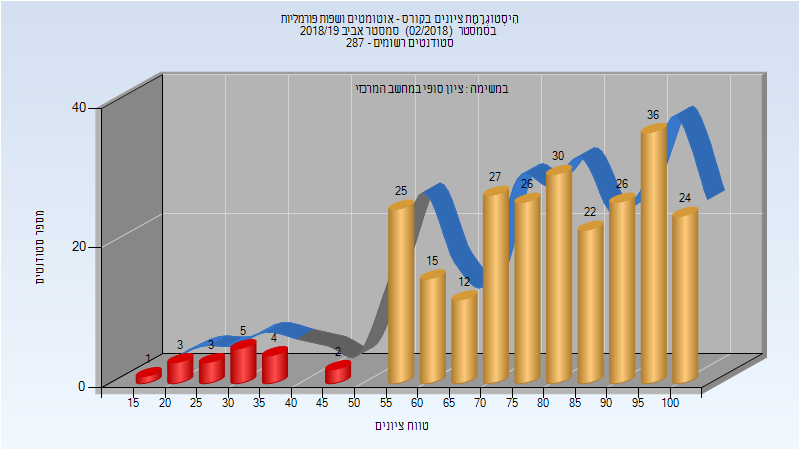 היסטוגרמת ציונים בקורס - אוטומטים ושפות פורמליות
בסמסטר (02/2018) סמסטר אביב 2018/19
סטודנטים רשומים - 287
במשימה : ציון סופי במחשב המרכזי
מספר סטודנטים
40
20
0
1 3 3 5 4 2 25 15 12 27 26 30 22 26 36 24
15 20 25 30 35 40 45 50 55 60 65 70 75 80 85 90 95 100
טווח ציונים